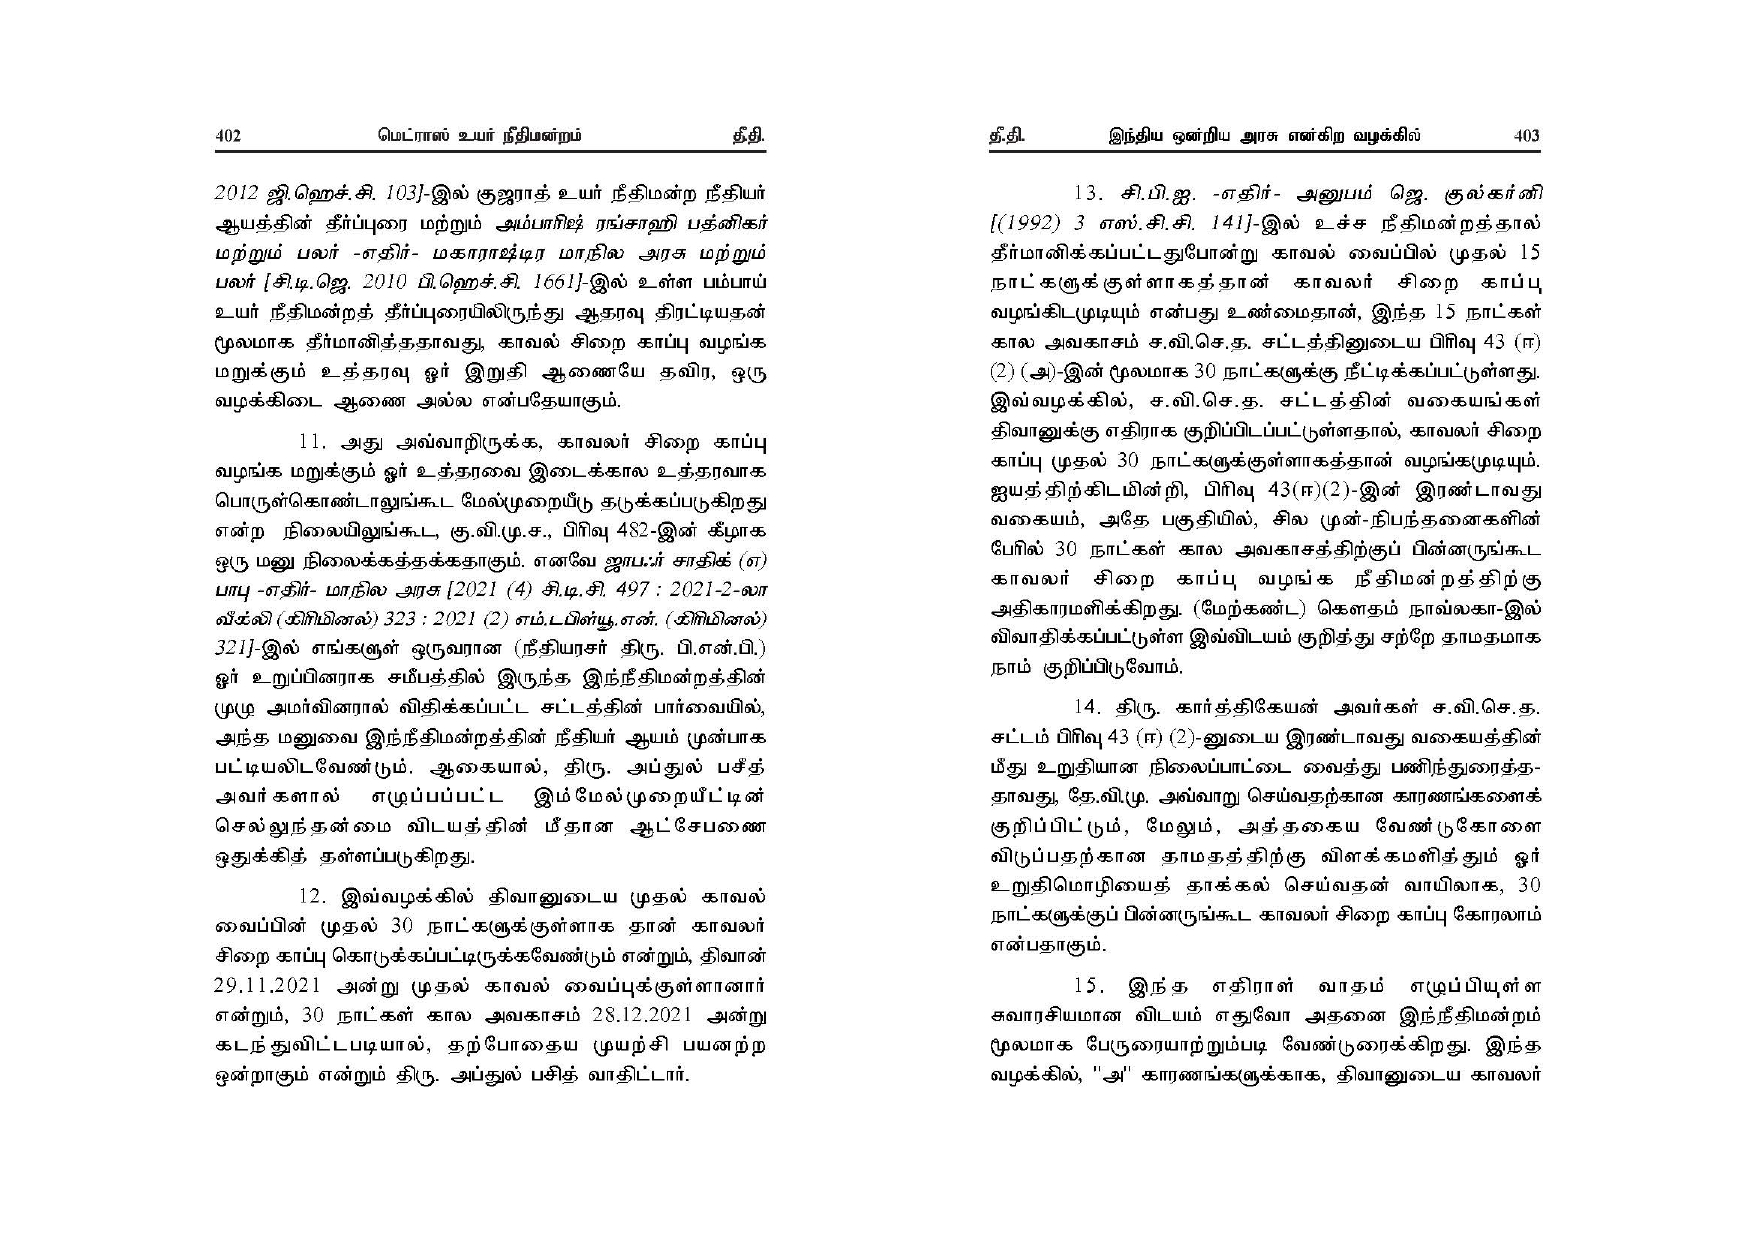 402 மெட்ராஸ் உயர் நீதிமன்றம் தீ.தி.
2012 ஜி.ஹெச்.சி. 103]-இல் குஜராத் உயர் நீதிமன்ற நீதியர்
ஆயத்தின் தீர்ப்புரை மற்றும் அம்பாரிஷ் ரங்சாஹி பத்னிகர்
மற்றும் பலர் -எதிர்- மகாராஷ்டிர மாநில அரசு மற்றும்
பலர் [சி.டி.ஜெ. 2010 பி.ஹெச்.சி. 1661]-இல் உள்ள பம்பாய்
உயர் நீதிமன்றத் தீர்ப்புரையிலிருந்து ஆதரவு திரட்டியதன்
மூலமாக தீர்மானித்ததாவது, காவல் சிறை காப்பு வழங்க
மறுக்கும் உத்தரவு ஓர் இறுதி ஆணையே தவிர, ஒரு
வழக்கிடை ஆணை அல்ல என்பதேயாகும்.
11. அது அவ்வாறிருக்க, காவலர் சிறை காப்பு
வழங்க மறுக்கும் ஓர் உத்தரவை இடைக்கால உத்தரவாக
பொருள்கொண்டாலுங்கூட மேல்முறையீடு தடுக்கப்படுகிறது
என்ற நிலையிலுங்கூட, கு.வி.மு.ச., பிரிவு 482-இன் கீழாக
ஒரு மனு நிலைக்கத்தக்கதாகும். எனவே ஜாபஃர் சாதிக் (எ)
பாபு -எதிர்- மாநில அரசு [2021 (4) சி.டி.சி. 497 : 2021-2-லா
வீக்லி (கிரிமினல்) 323 : 2021 (2) எம்.டபிள்யூ.என். (கிரிமினல்)
321]-இல் எங்களுள் ஒருவரான (நீதியரசர் திரு. பி.என்.பி.)
ஓர் உறுப்பினராக சமீபத்தில் இருந்த இந்நீதிமன்றத்தின்
முழு அமர்வினரால் விதிக்கப்பட்ட சட்டத்தின் பார்வையில்,
அந்த மனுவை இந்நீதிமன்றத்தின் நீதியர் ஆயம் முன்பாக
பட்டியலிடவேண்டும். ஆகையால், திரு. அப்துல் பசீத்
அவர்களால் எழுப்பப்பட்ட இம்மேல்முறையீட்டின்
செல்லுந்தன்மை விடயத்தின் மீதான ஆட்சேபணை
ஒதுக்கித் தள்ளப்படுகிறது.
12. இவ்வழக்கில் திவானுடைய முதல் காவல்
வைப்பின் முதல் 30 நாட்களுக்குள்ளாக தான் காவலர்
சிறை காப்பு கொடுக்கப்பட்டிருக்கவேண்டும் என்றும், திவான்
29.11.2021 அன்று முதல் காவல் வைப்புக்குள்ளானார்
என்றும், 30 நாட்கள் கால அவகாசம் 28.12.2021 அன்று
கடந்துவிட்டபடியால், தற்போதைய முயற்சி பயனற்ற
ஒன்றாகும் என்றும் திரு. அப்துல் பசித் வாதிட்டார்.
தீ.தி. இந்திய ஒன்றிய அரசு என்கிற வழக்கில் 403
13. சி.பி.ஐ. -எதிர்- அனுபம் ஜெ. குல்கர்னி
[(1992) 3 எஸ்.சி.சி. 141]-இல் உச்ச நீதிமன்றத்தால்
தீர்மானிக்கப்பட்டதுபோன்று காவல் வைப்பில் முதல் 15
நாட்களுக்குள்ளாகத்தான் காவலர் சிறை காப்பு
வழங்கிடமுடியும் என்பது உண்மைதான், இந்த 15 நாட்கள்
கால அவகாசம் ச.வி.செ.த. சட்டத்தினுடைய பிரிவு 43 (ஈ)
(2) (அ)-இன் மூலமாக 30 நாட்களுக்கு நீட்டிக்கப்பட்டுள்ளது.
இவ்வழக்கில், ச.வி.செ.த. சட்டத்தின் வகையங்கள்
திவானுக்கு எதிராக குறிப்பிடப்பட்டுள்ளதால், காவலர் சிறை
காப்பு முதல் 30 நாட்களுக்குள்ளாகத்தான் வழங்கமுடியும்.
ஐயத்திற்கிடமின்றி, பிரிவு 43(ஈ)(2)-இன் இரண்டாவது
வகையம், அதே பகுதியில், சில முன்-நிபந்தனைகளின்
பேரில் 30 நாட்கள் கால அவகாசத்திற்குப் பின்னருங்கூட
காவலர் சிறை காப்பு வழங்க நீதிமன்றத்திற்கு
அதிகாரமளிக்கிறது. (மேற்கண்ட) கௌதம் நாவ்லகா-இல்
விவாதிக்கப்பட்டுள்ள இவ்விடயம் குறித்து சற்றே தாமதமாக
நாம் குறிப்பிடுவோம்.
14. திரு. கார்த்திகேயன் அவர்கள் ச.வி.செ.த.
சட்டம் பிரிவு 43 (ஈ) (2)-னுடைய இரண்டாவது வகையத்தின்
மீது உறுதியான நிலைப்பாட்டை வைத்து பணிந்துரைத்த-
தாவது, தே.வி.மு. அவ்வாறு செய்வதற்கான காரணங்களைக்
குறிப்பிட்டும், மேலும், அத்தகைய வேண்டுகோளை
விடுப்பதற்கான தாமதத்திற்கு விளக்கமளித்தும் ஓர்
உறுதிமொழியைத் தாக்கல் செய்வதன் வாயிலாக, 30
நாட்களுக்குப் பின்னருங்கூட காவலர் சிறை காப்பு கோரலாம்
என்பதாகும்.
15. இந்த எதிராள் வாதம் எழுப்பியுள்ள
சுவாரசியமான விடயம் எதுவோ அதனை இந்நீதிமன்றம்
மூலமாக பேருரையாற்றும்படி வேண்டுரைக்கிறது. இந்த
வழக்கில், "அ" காரணங்களுக்காக, திவானுடைய காவலர்